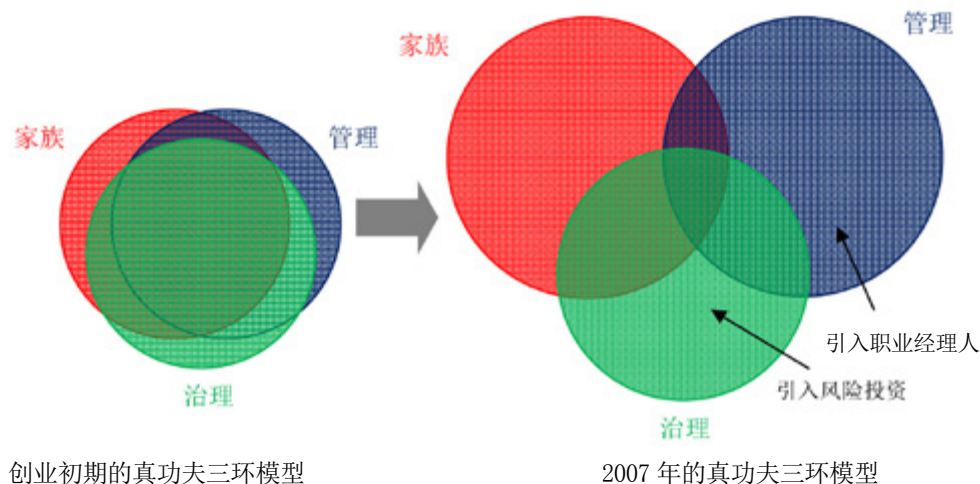 家族
管理
治理
家族
管理
治理
引入职业经理人
引入风险投资
创业初期的真功夫三环模型
2007 年的真功夫三环模型